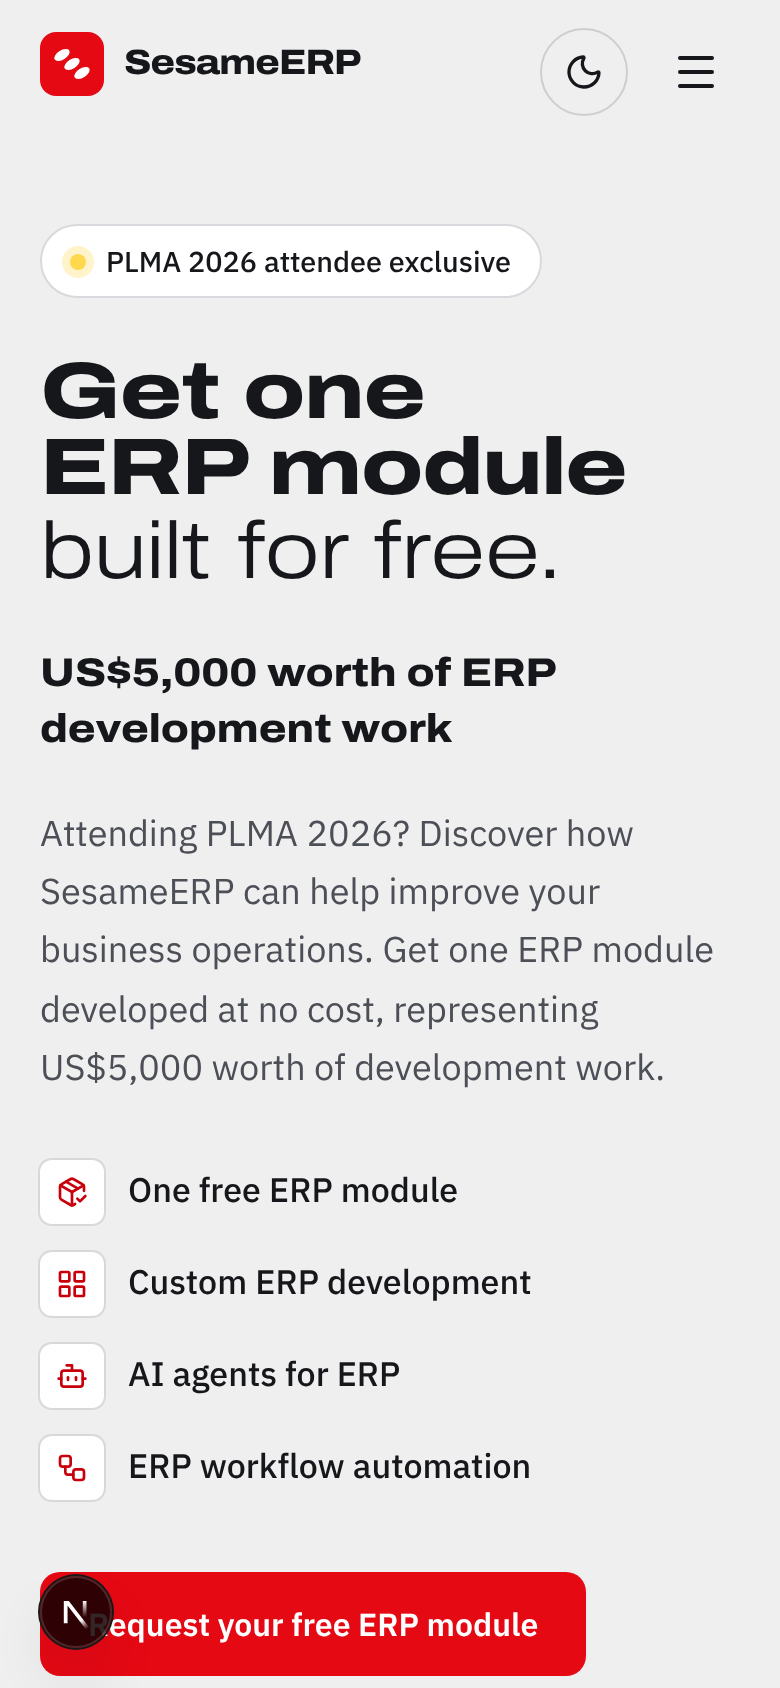 SesameERP
PLMA 2026 attendee exclusive
Get one
ERP module
built for free.
US$5,000 worth of ERP
development work
Attending PLMA 2026? Discover how
SesameERP can help improve your
business operations. Get one ERP module
developed at no cost, representing
US$5,000 worth of development work.
One free ERP module
Custom ERP development
AI agents for ERP
ERP workflow automation
N
Request your free ERP module